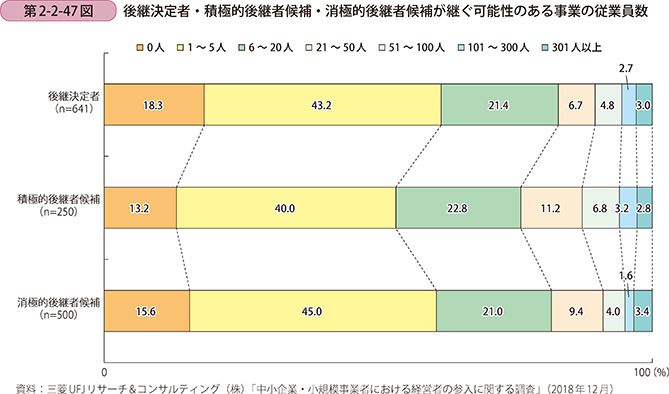 第2-2-47図 後継決定者・積極的後継者候補・消極的後継者候補が継ぐ可能性のある事業の従業員数
0人 1～5人 6～20人 21～50人 51～100人 101～300人 301人以上
2.7
後継決定者
(n=641)
18.3 43.2 21.4 6.7 4.8 3.0
積極的後継者候補
(n=250)
13.2 40.0 22.8 11.2 6.8 3.2 2.8
1.6
消極的後継者候補
(n=500)
15.6 45.0 21.0 9.4 4.0 3.4
0 100 (％)
資料：三菱UFJリサーチ＆コンサルティング（株）「中小企業・小規模事業者における経営者の参入に関する調査」（2018年12月）